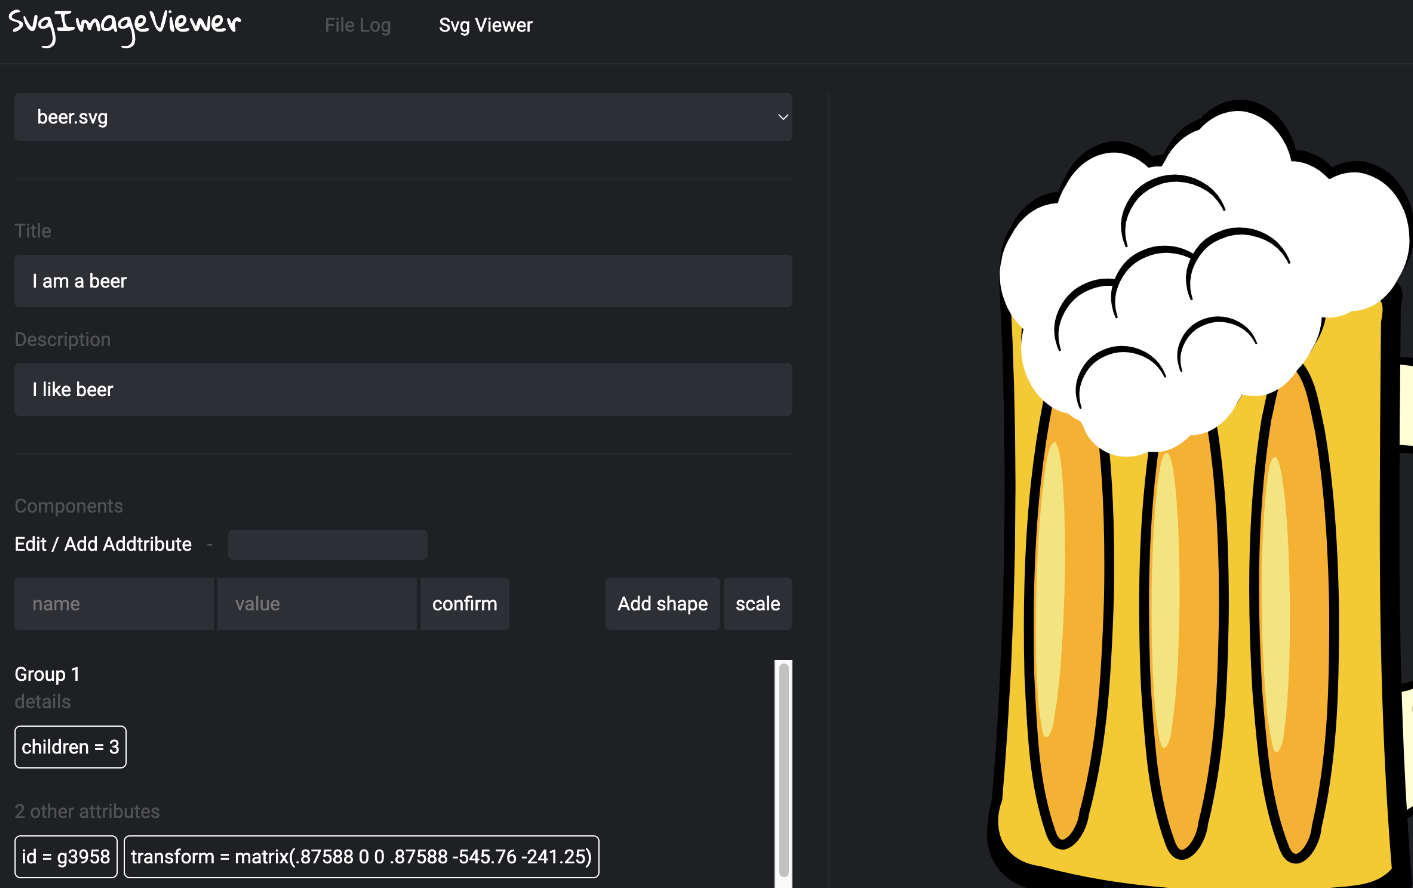 SvgImageViewer File Log Svg Viewer
beer.svg
Title
I am a beer
Description
I like beer
Components
Edit / Add Addtribute -
name value confirm Add shape scale
Group 1
details
children = 3
2 other attributes
id = g3958 transform = matrix(.87588 0 0 .87588 -545.76 -241.25)